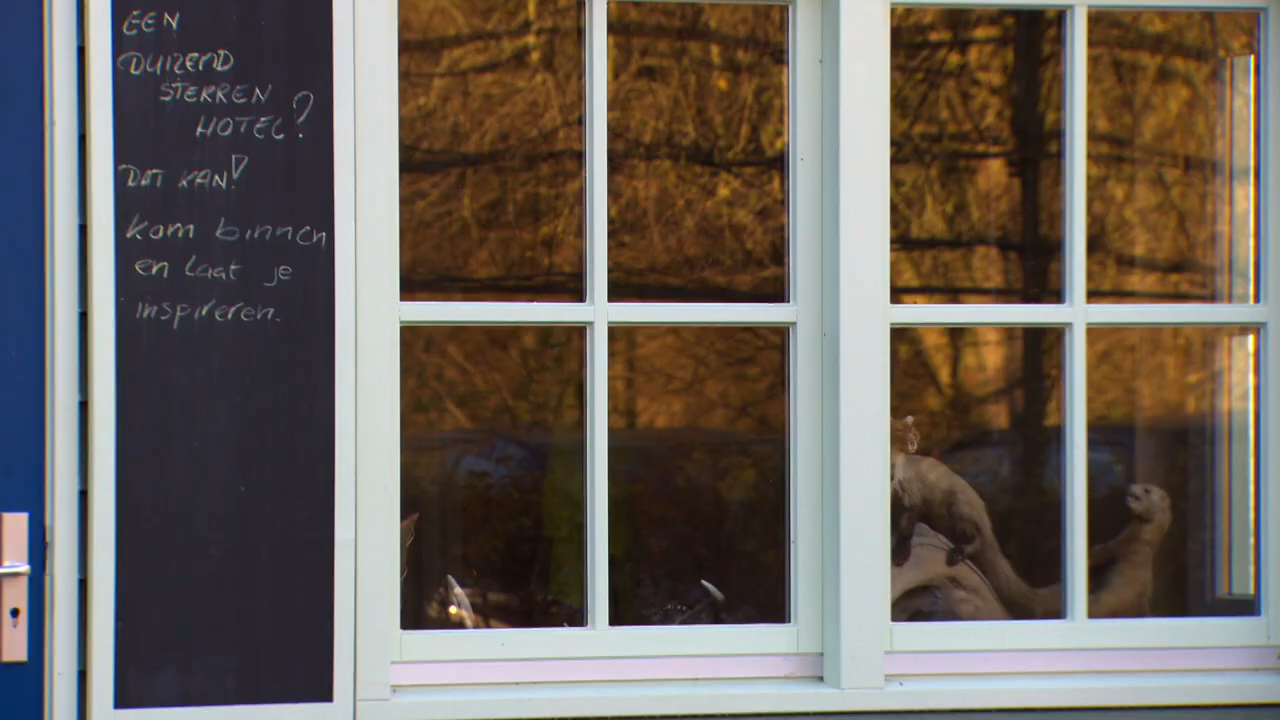 EEN
DUIZEND
STERREN
HOTEL?
DAT KAN!
kom binnen
en laat je
inspireren.